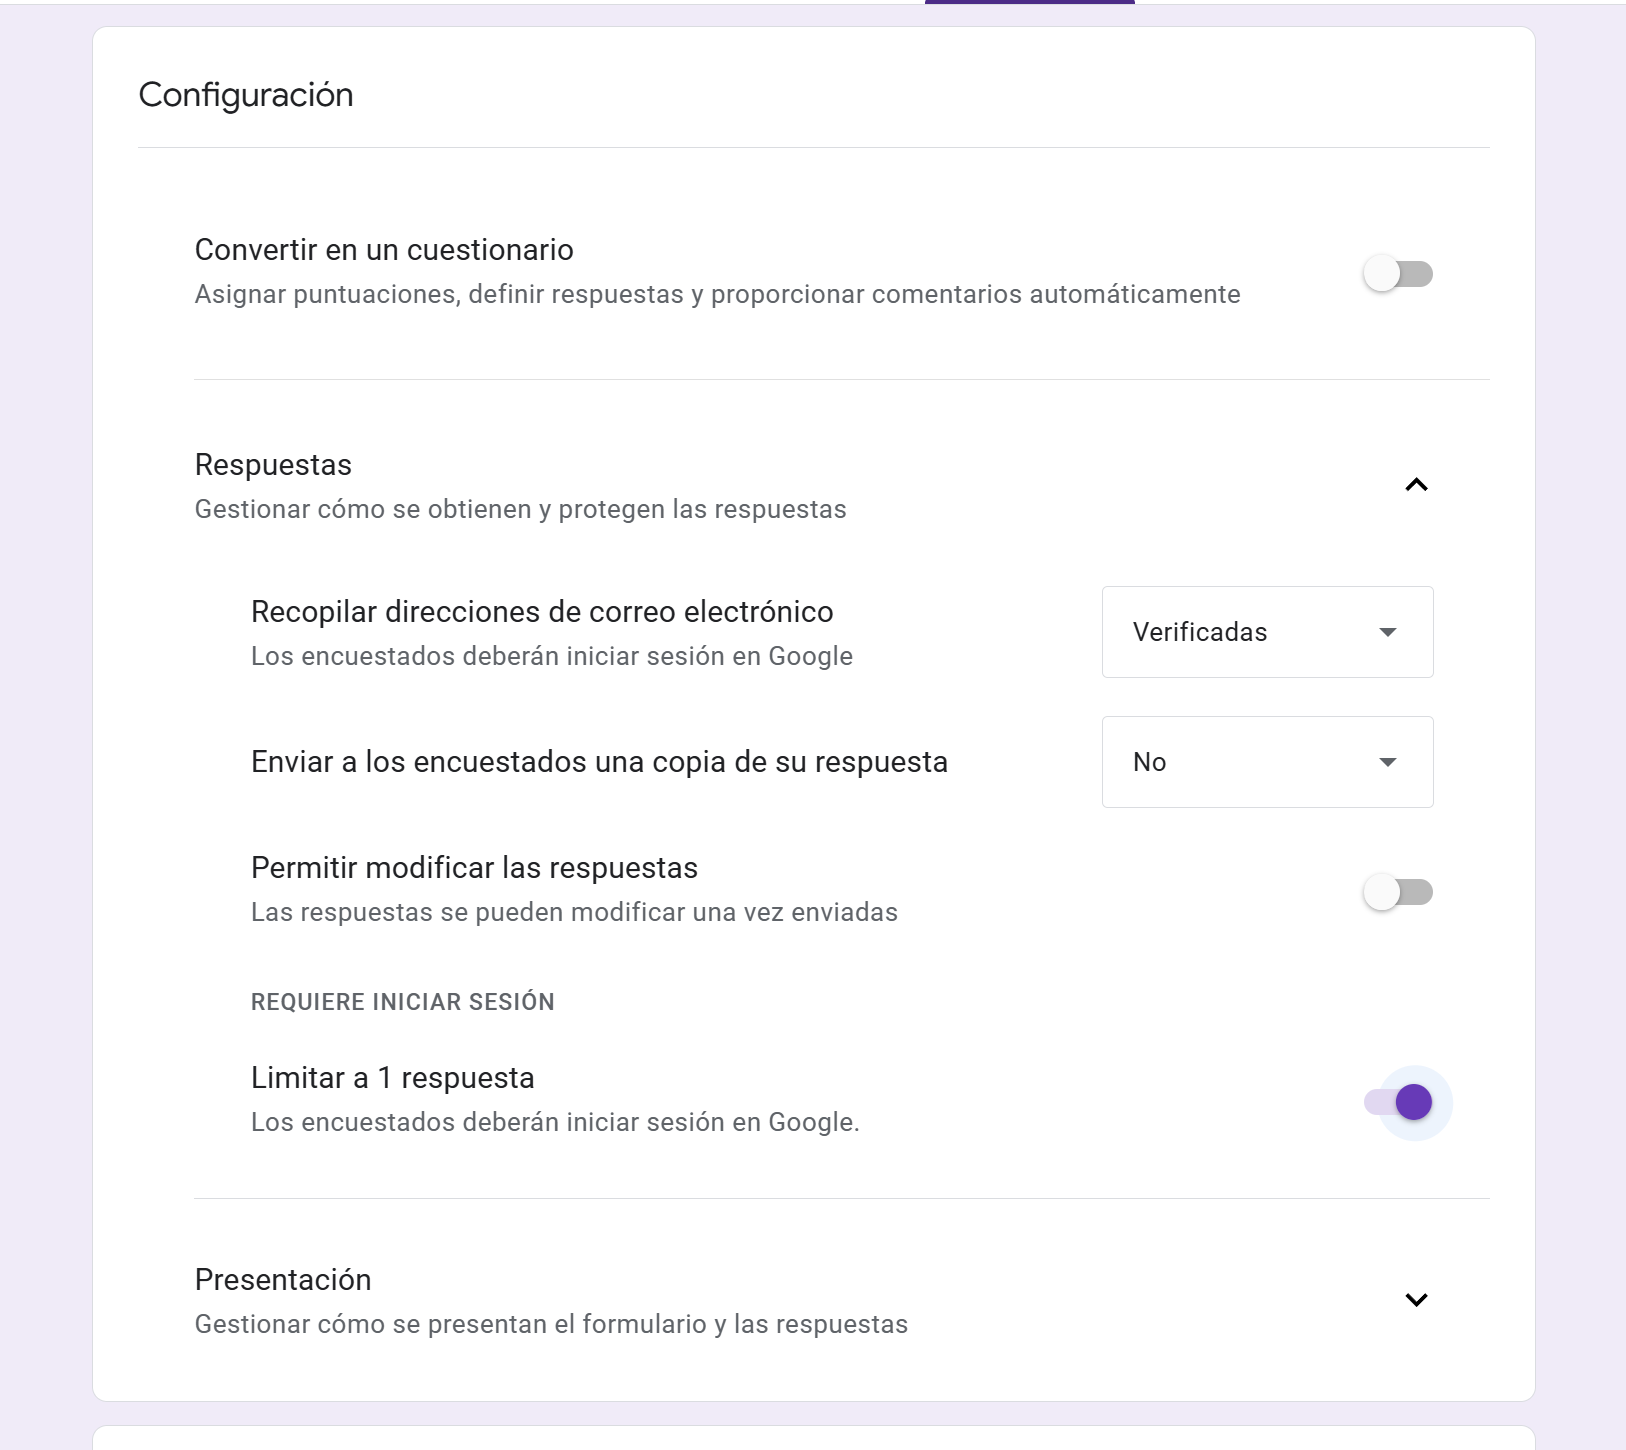 Configuración
Convertir en un cuestionario
Asignar puntuaciones, definir respuestas y proporcionar comentarios automáticamente
Respuestas
Gestionar cómo se obtienen y protegen las respuestas
Recopilar direcciones de correo electrónico
Los encuestados deberán iniciar sesión en Google
Verificadas
Enviar a los encuestados una copia de su respuesta
No
Permitir modificar las respuestas
Las respuestas se pueden modificar una vez enviadas
REQUIERE INICIAR SESIÓN
Limitar a 1 respuesta
Los encuestados deberán iniciar sesión en Google.
Presentación
Gestionar cómo se presentan el formulario y las respuestas